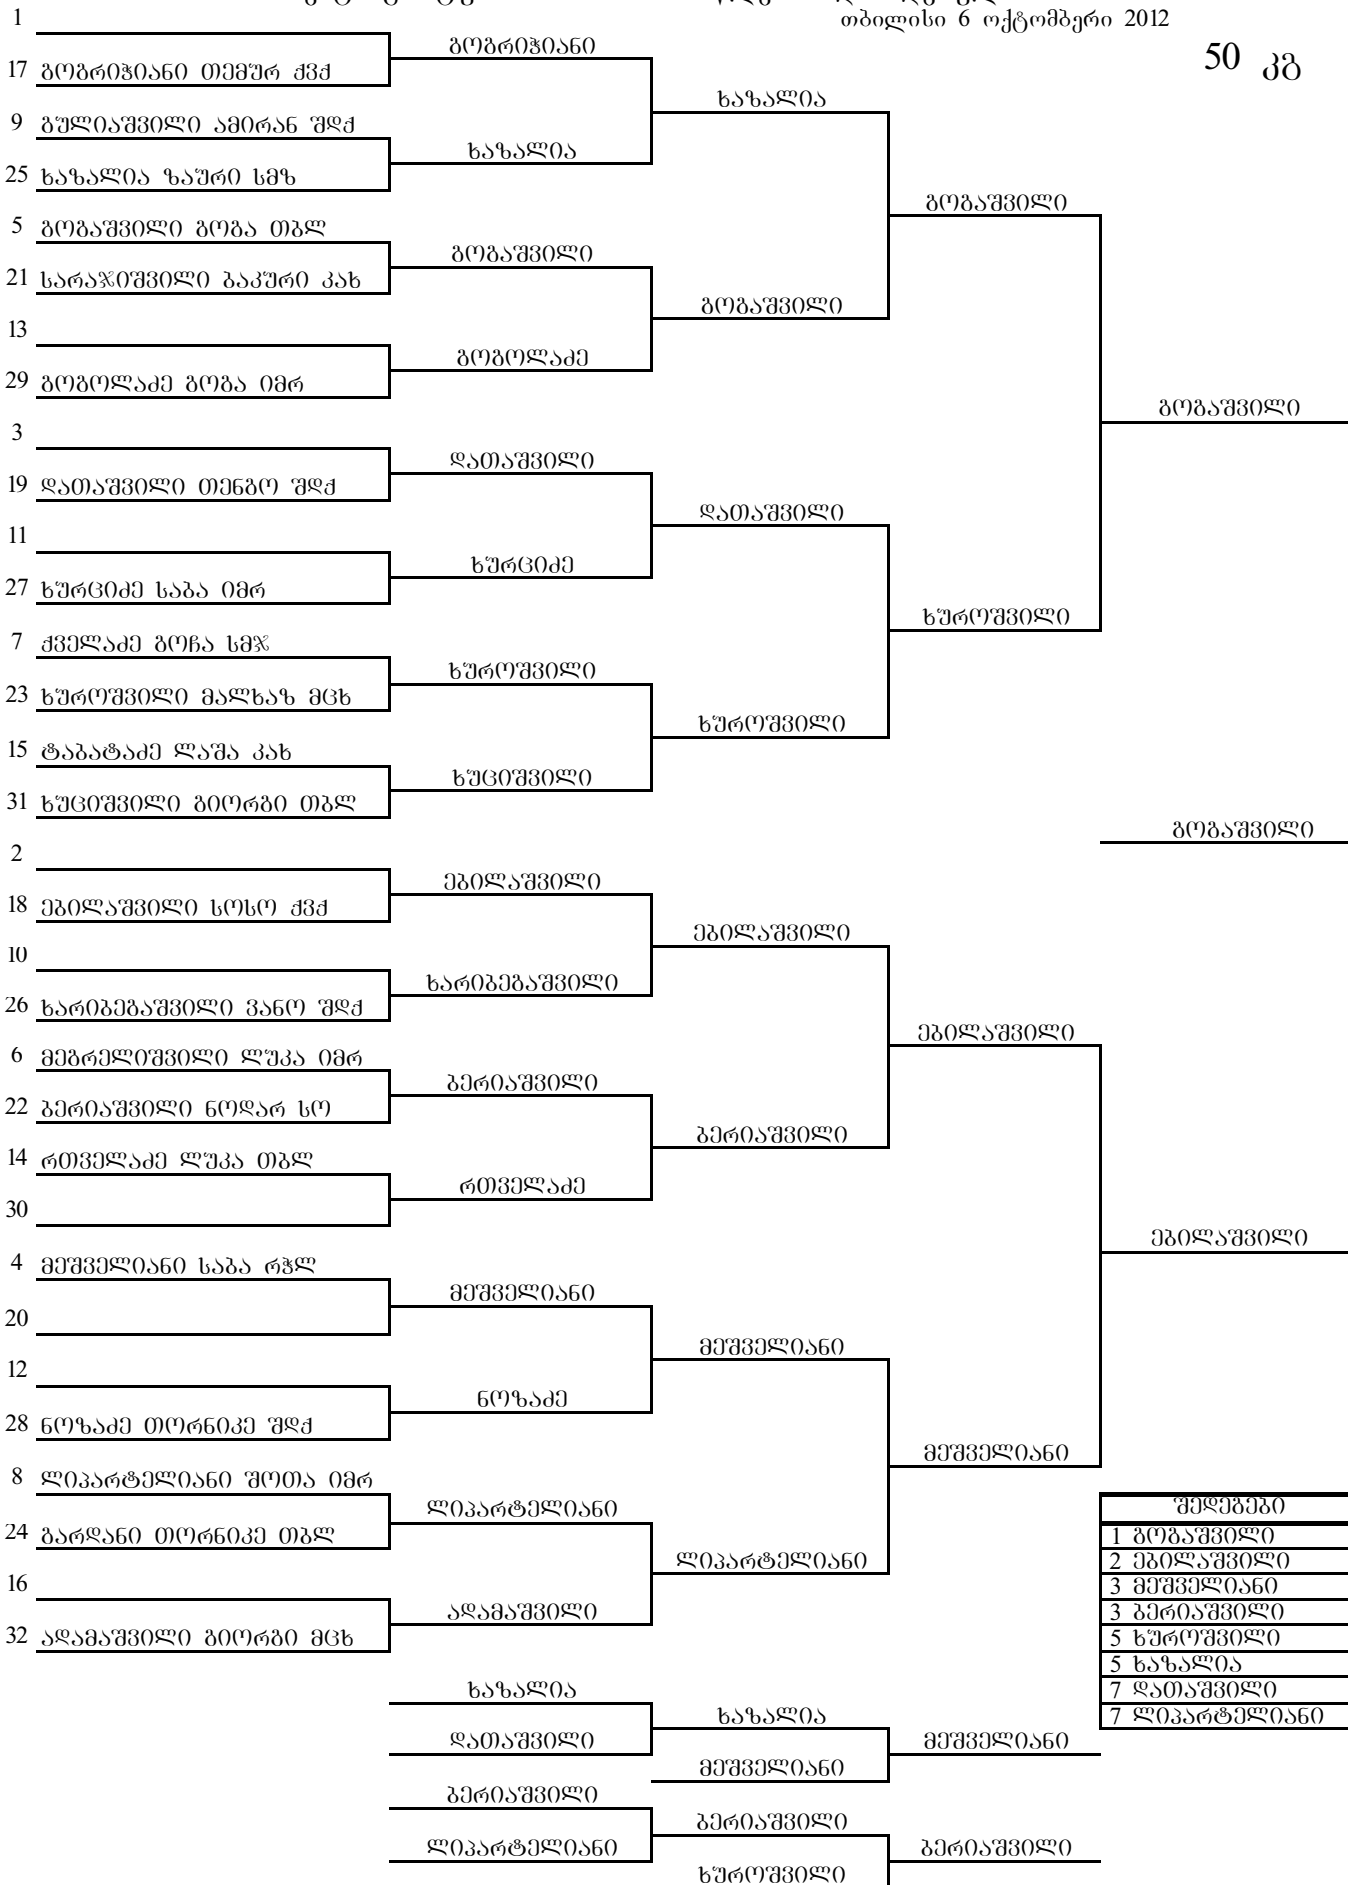 თბილისი 6 ოქტომბერი 2012
50 კგ
1
17 გოგრიჭიანი თემურ ქვქ
9 გულიაშვილი ამირან შდქ
25 ხაზალია ზაური სმზ
5 გოგაშვილი გოგა თბლ
21 სარაჯიშვილი ბაკური კახ
13
29 გოგოლაძე გოგა იმრ
3
19 დათაშვილი თენგო შდქ
11
27 ხურციძე საბა იმრ
7 ქველაძე გოჩა სმჯ
23 ხუროშვილი მალხაზ მცხ
15 ტაბატაძე ლაშა კახ
31 ხუციშვილი გიორგი თბლ
2
18 ებილაშვილი სოსო ქვქ
10
26 ხარიბეგაშვილი ვანო შდქ
6 მეგრელიშვილი ლუკა იმრ
22 ბერიაშვილი ნოდარ სო
14 რთველაძე ლუკა თბლ
30
4 მეშველიანი საბა რჭლ
20
12
28 ნოზაძე თორნიკე შდქ
8 ლიპარტელიანი შოთა იმრ
24 გარდანი თორნიკე თბლ
16
32 ადამაშვილი გიორგი მცხ
გოგრიჭიანი
ხაზალია
გოგაშვილი
გოგოლაძე
დათაშვილი
ხურციძე
ხუროშვილი
ხუციშვილი
ებილაშვილი
ხარიბეგაშვილი
ბერიაშვილი
რთველაძე
მეშველიანი
ნოზაძე
ლიპარტელიანი
ადამაშვილი
ხაზალია
გოგაშვილი
დათაშვილი
ხუროშვილი
ებილაშვილი
ბერიაშვილი
მეშველიანი
ლიპარტელიანი
გოგაშვილი
ხუროშვილი
ებილაშვილი
მეშველიანი
გოგაშვილი
გოგაშვილი
ებილაშვილი
შედეგები
1 გოგაშვილი
2 ებილაშვილი
3 მეშველიანი
3 ბერიაშვილი
5 ხუროშვილი
5 ხაზალია
7 დათაშვილი
7 ლიპარტელიანი
ხაზალია
დათაშვილი
ბერიაშვილი
ლიპარტელიანი
ხაზალია
მეშველიანი
ბერიაშვილი
ხუროშვილი
მეშველიანი
ბერიაშვილი